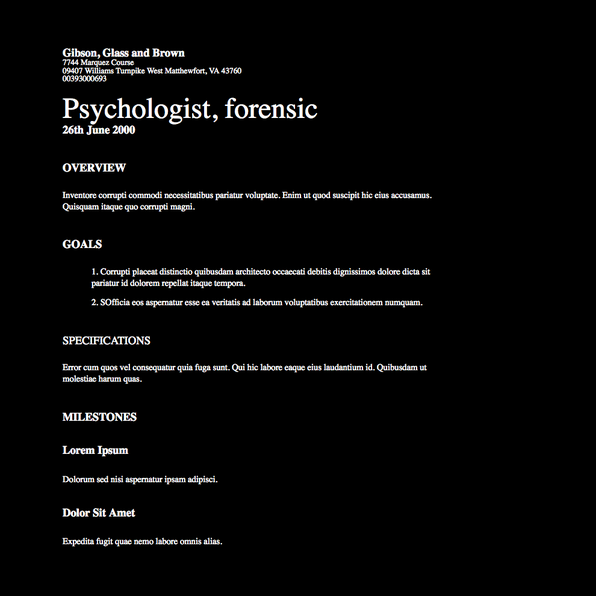 Gibson, Glass and Brown
7744 Marquez Course
09407 Williams Turnpike West Matthewfort, VA 43760
00393000693
Psychologist, forensic
26th June 2000
OVERVIEW
Inventore corrupti commodi necessitatibus pariatur voluptate. Enim ut quod suscipit hic eius accusamus.
Quisquam itaque quo corrupti magni.
GOALS
1. Corrupti placeat distinctio quibusdam architecto occaecati debitis dignissimos dolore dicta sit
pariatur id dolorem repellat itaque tempora.
2. SOfficia eos aspernatur esse ea veritatis ad laborum voluptatibus exercitationem numquam.
SPECIFICATIONS
Error cum quos vel consequatur quia fuga sunt. Qui hic labore eaque eius laudantium id. Quibusdam ut
molestiae harum quas.
MILESTONES
Lorem Ipsum
Dolorum sed nisi aspernatur ipsam adipisci.
Dolor Sit Amet
Expedita fugit quae nemo labore omnis alias.